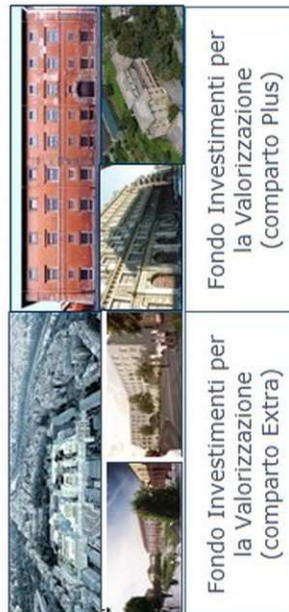 Fondo Investimenti per
la Valorizzazione
(comparto Extra)
Fondo Investimenti per
la Valorizzazione
(comparto Plus)